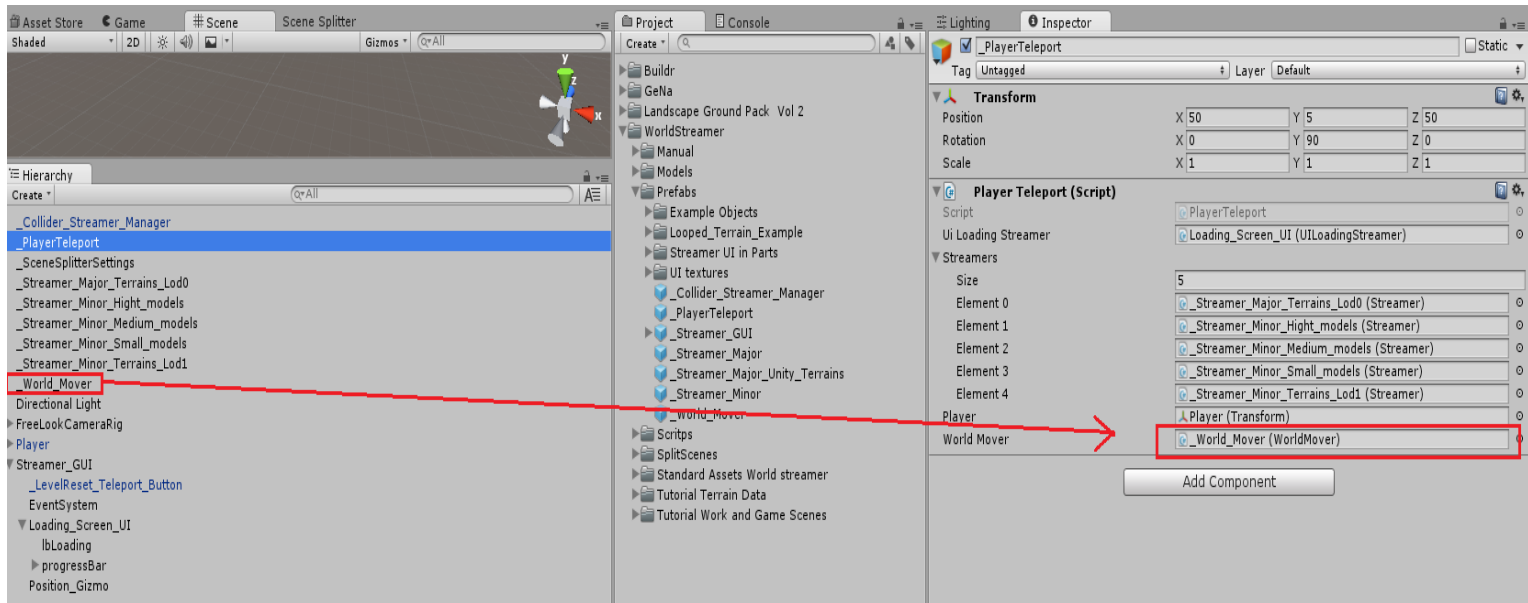 Asset Store Game Scene Scene Splitter
Shaded 2D Gizmos All
y
z
x
Hierarchy
Create All
_Collider_Streamer_Manager
_PlayerTeleport
_SceneSplitterSettings
_Streamer_Major_Terrains_Lod0
_Streamer_Minor_Hight_models
_Streamer_Minor_Medium_models
_Streamer_Minor_Small_models
_Streamer_Minor_Terrains_Lod1
_World_Mover
Directional Light
FreeLookCameraRig
Player
Streamer_GUI
_LevelReset_Teleport_Button
EventSystem
Loading_Screen_UI
lbLoading
progressBar
Position_Gizmo
Project Console
Create
Buildr
GeNa
Landscape Ground Pack Vol 2
WorldStreamer
Manual
Models
Prefabs
Example Objects
Looped_Terrain_Example
Streamer UI in Parts
UI textures
_Collider_Streamer_Manager
_PlayerTeleport
_Streamer_GUI
_Streamer_Major
_Streamer_Major_Unity_Terrains
_Streamer_Minor
_World_Mover
Scritps
SplitScenes
Standard Assets World streamer
Tutorial Terrain Data
Tutorial Work and Game Scenes
Lighting Inspector
_PlayerTeleport Static
Tag Untagged Layer Default
Transform
Position X 50 Y 5 Z 50
Rotation X 0 Y 90 Z 0
Scale X 1 Y 1 Z 1
Player Teleport (Script)
Script PlayerTeleport
Ui Loading Streamer Loading_Screen_UI (UILoadingStreamer)
Streamers
Size 5
Element 0 _Streamer_Major_Terrains_Lod0 (Streamer)
Element 1 _Streamer_Minor_Hight_models (Streamer)
Element 2 _Streamer_Minor_Medium_models (Streamer)
Element 3 _Streamer_Minor_Small_models (Streamer)
Element 4 _Streamer_Minor_Terrains_Lod1 (Streamer)
Player Player (Transform)
World Mover _World_Mover (WorldMover)
Add Component